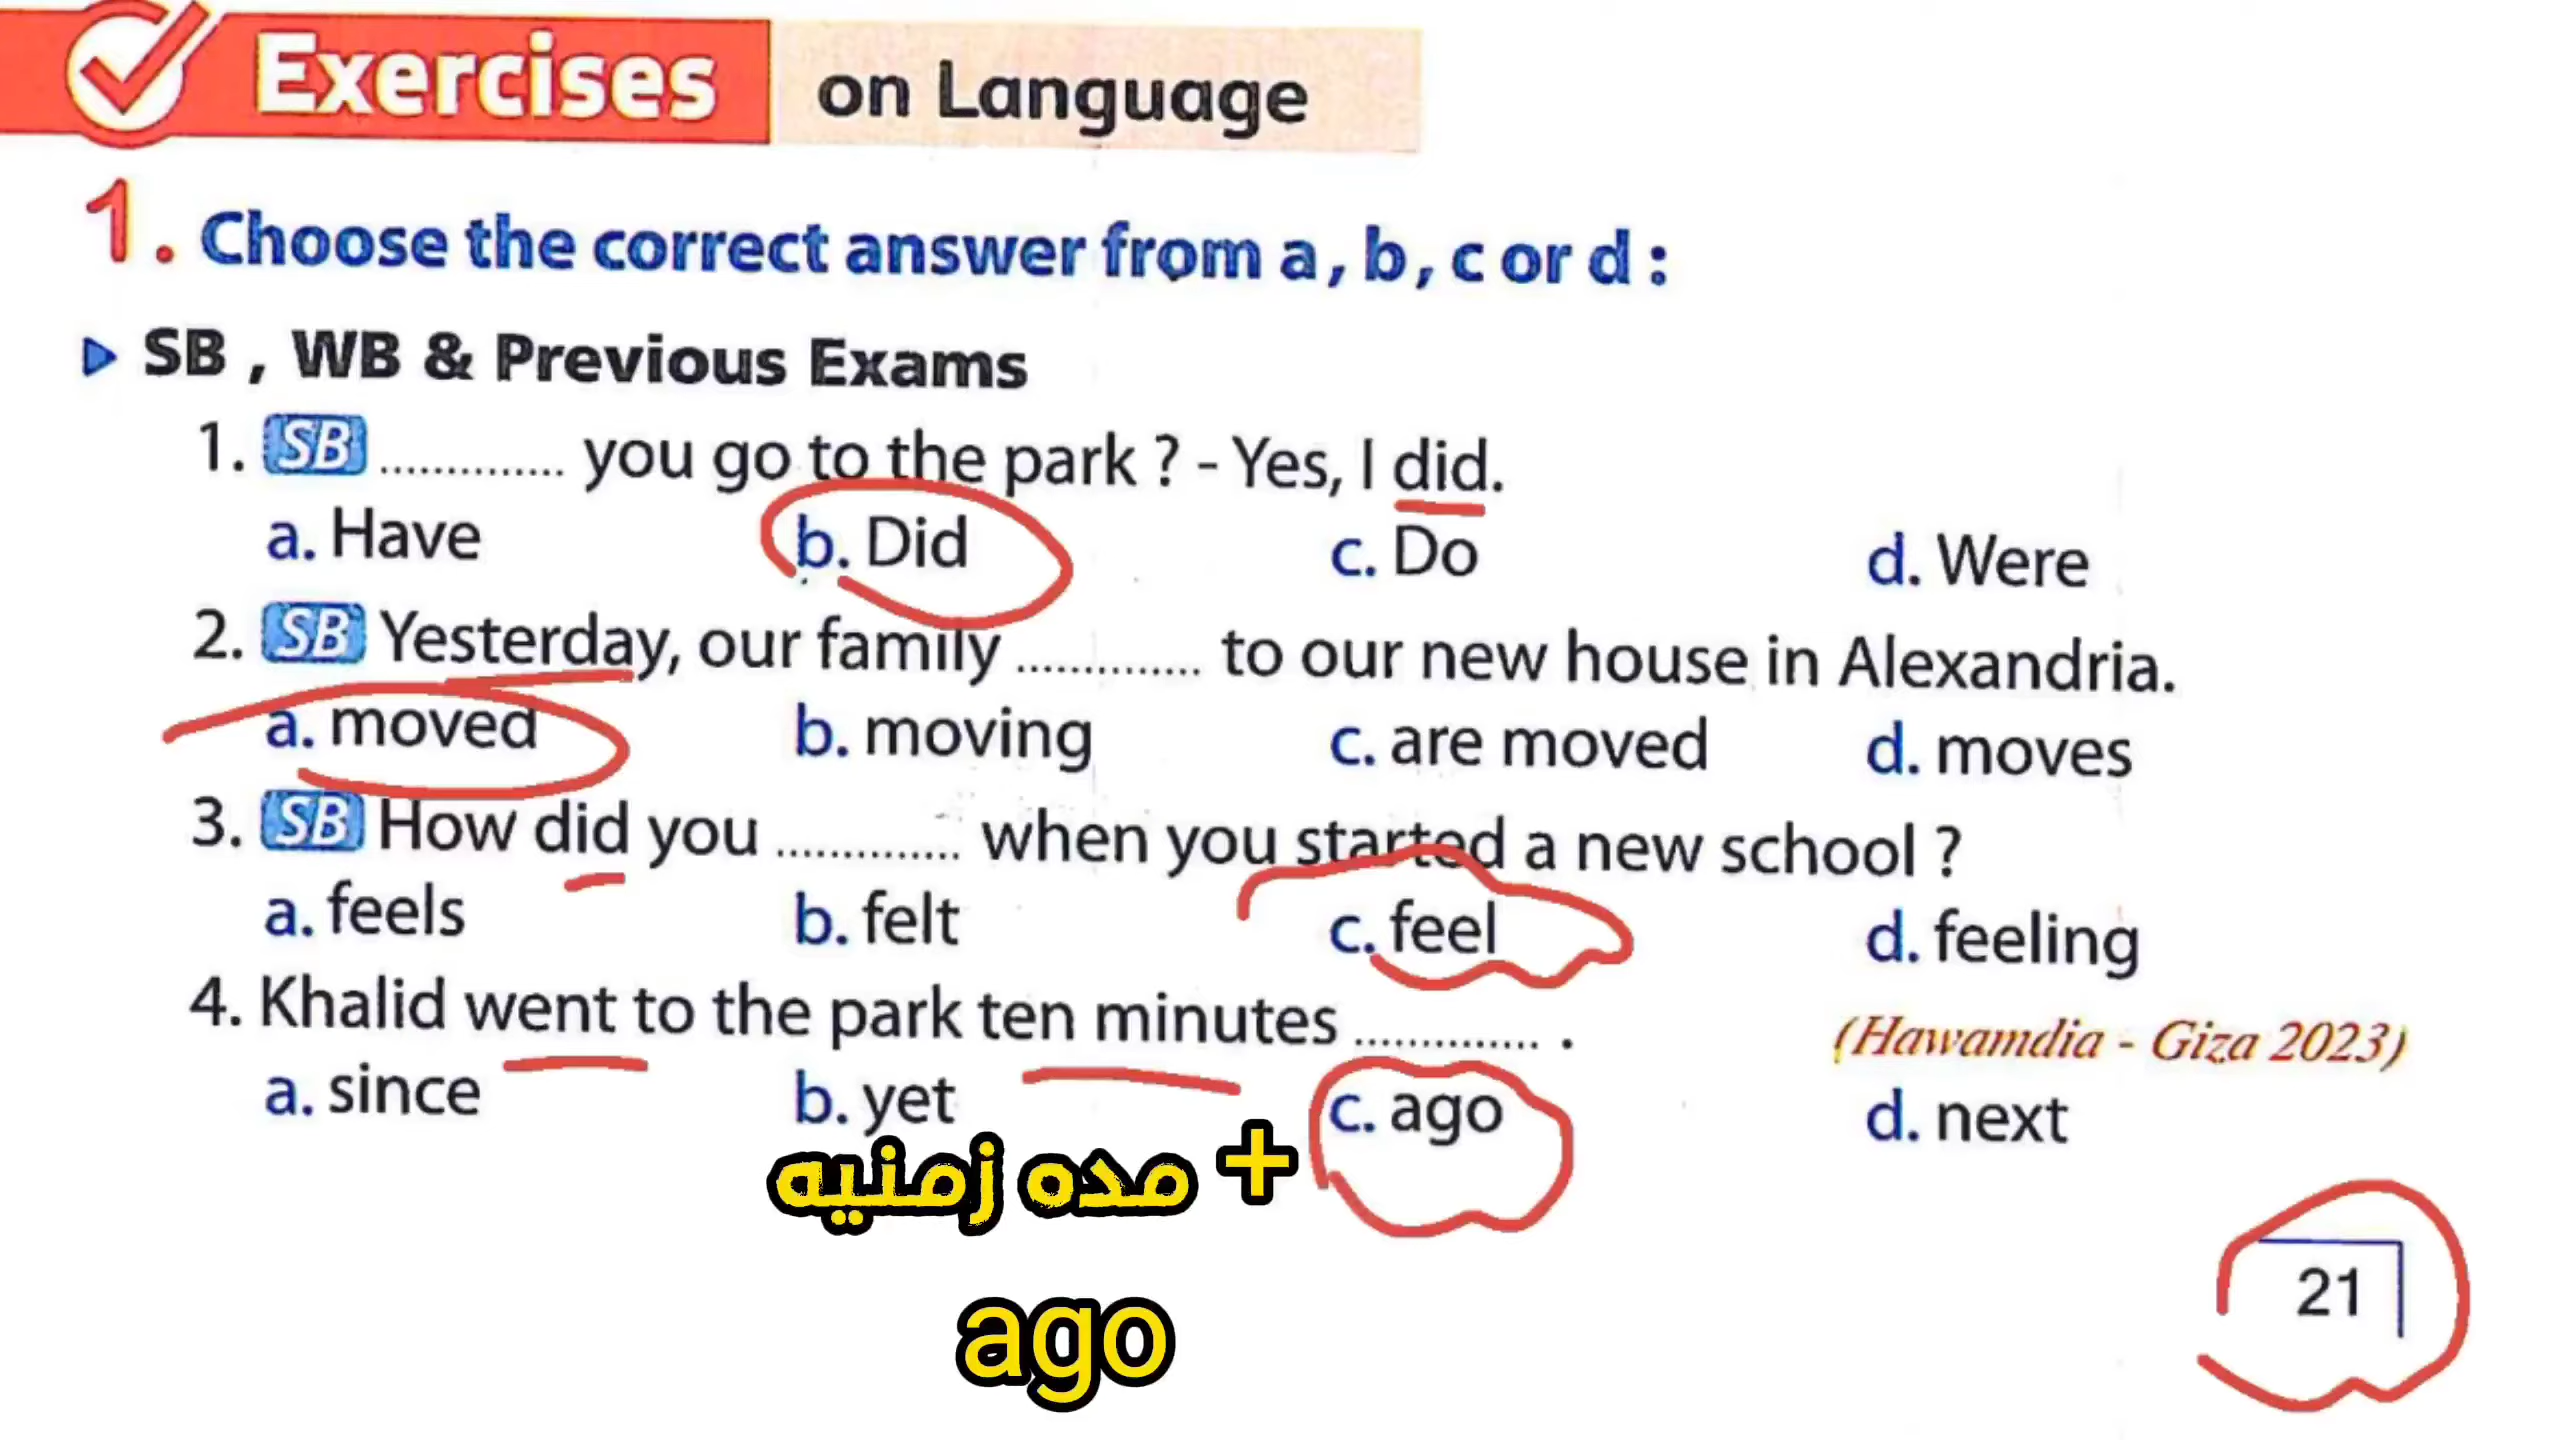 Exercises on Language
1. Choose the correct answer from a, b, c or d :
SB , WB & Previous Exams
1. SB .............. you go to the park ? - Yes, I did.
a. Have b. Did c. Do d. Were
2. SB Yesterday, our family .............. to our new house in Alexandria.
a. moved b. moving c. are moved d. moves
3. SB How did you .............. when you started a new school ?
a. feels b. felt c. feel d. feeling
4. Khalid went to the park ten minutes .............. . (Hawamdia - Giza 2023)
a. since b. yet c. ago d. next
+ مده زمنيه
ago
21